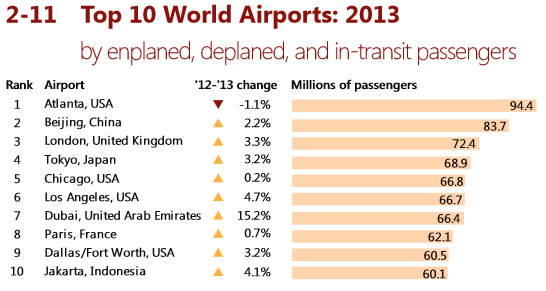 2-11 Top 10 World Airports: 2013
by enplaned, deplaned, and in-transit passengers
Rank Airport '12-'13 change Millions of passengers
1 Atlanta, USA ▼ -1.1% 94.4
2 Beijing, China ▲ 2.2% 83.7
3 London, United Kingdom ▲ 3.3% 72.4
4 Tokyo, Japan ▲ 3.2% 68.9
5 Chicago, USA ▲ 0.2% 66.8
6 Los Angeles, USA ▲ 4.7% 66.7
7 Dubai, United Arab Emirates ▲ 15.2% 66.4
8 Paris, France ▲ 0.7% 62.1
9 Dallas/Fort Worth, USA ▲ 3.2% 60.5
10 Jakarta, Indonesia ▲ 4.1% 60.1